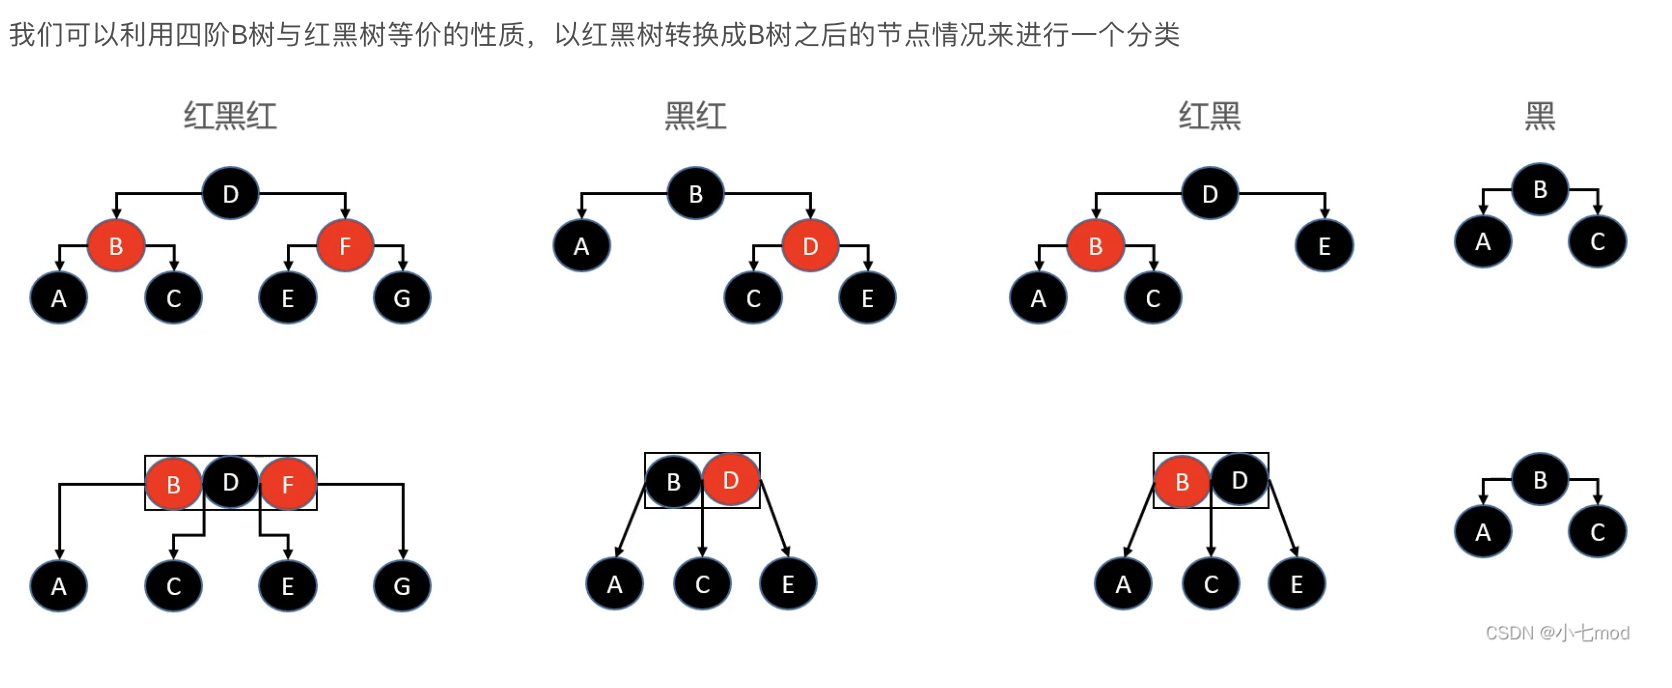 我们可以利用四阶B树与红黑树等价的性质，以红黑树转换成B树之后的节点情况来进行一个分类
红黑红 黑红 红黑 黑
D B D B
B F A D B E A C
A C E G C E A C
B D F B D B D B
A C E G A C E A C E A C
CSDN @小七mod